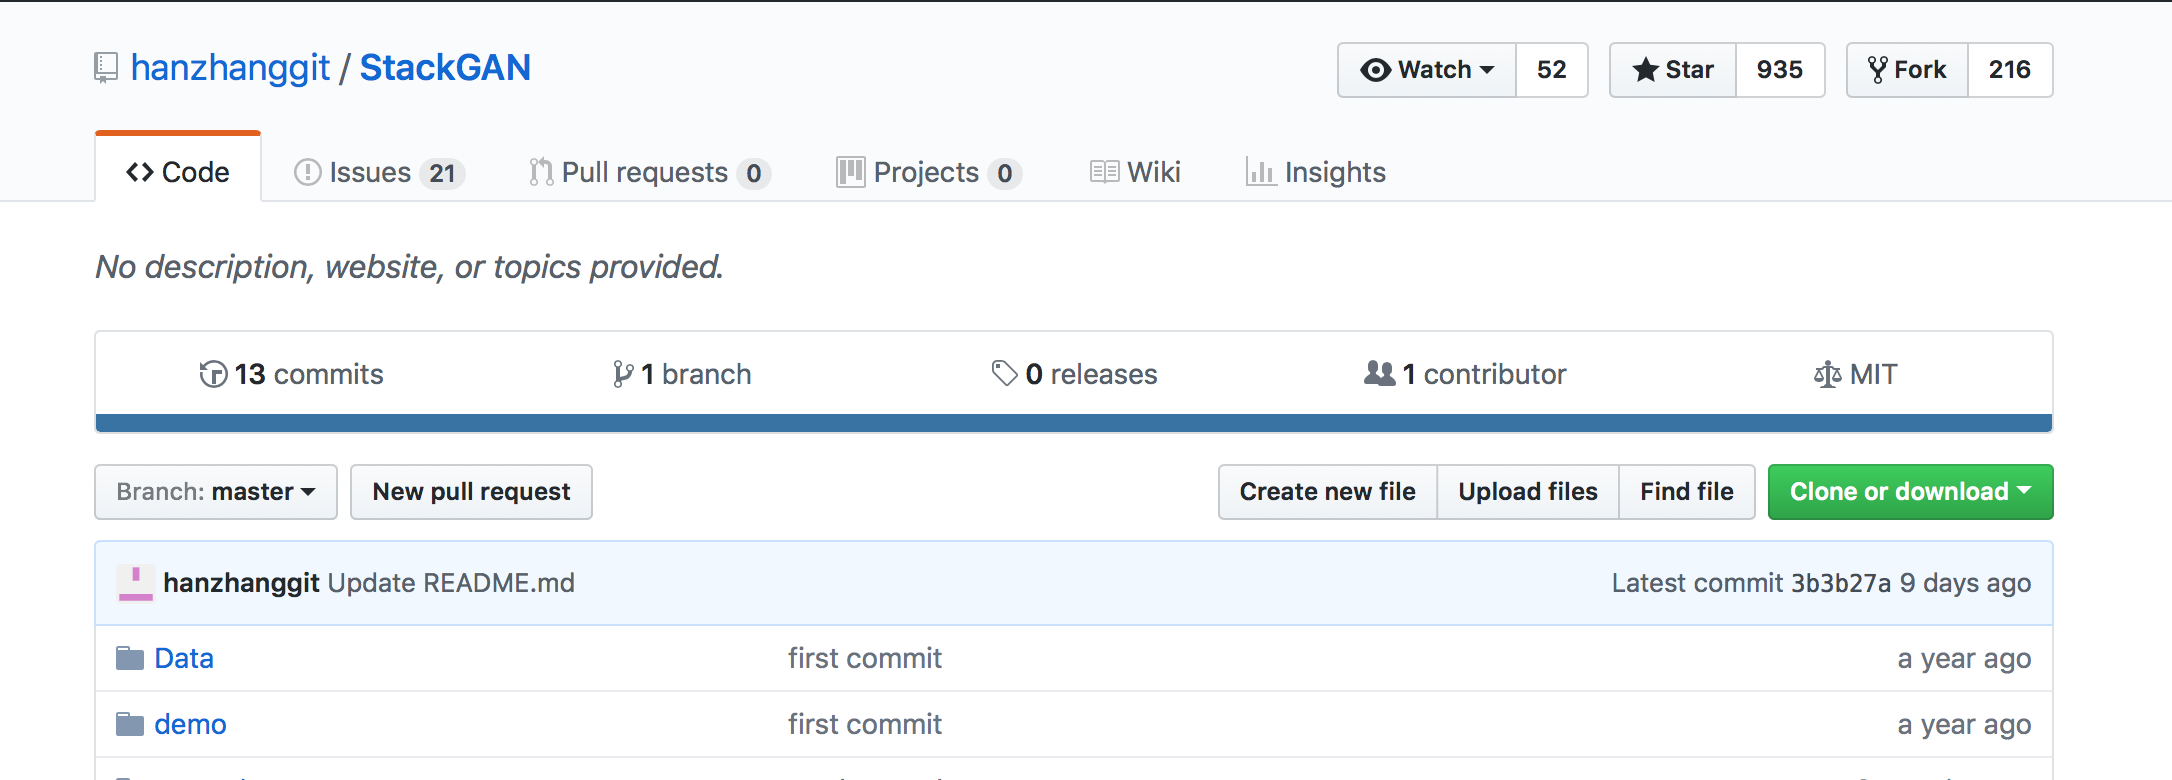 hanzhanggit / StackGAN
Watch 52 Star 935 Fork 216
Code Issues 21 Pull requests 0 Projects 0 Wiki Insights
No description, website, or topics provided.
13 commits 1 branch 0 releases 1 contributor MIT
Branch: master New pull request Create new file Upload files Find file Clone or download
hanzhanggit Update README.md Latest commit 3b3b27a 9 days ago
Data first commit a year ago
demo first commit a year ago